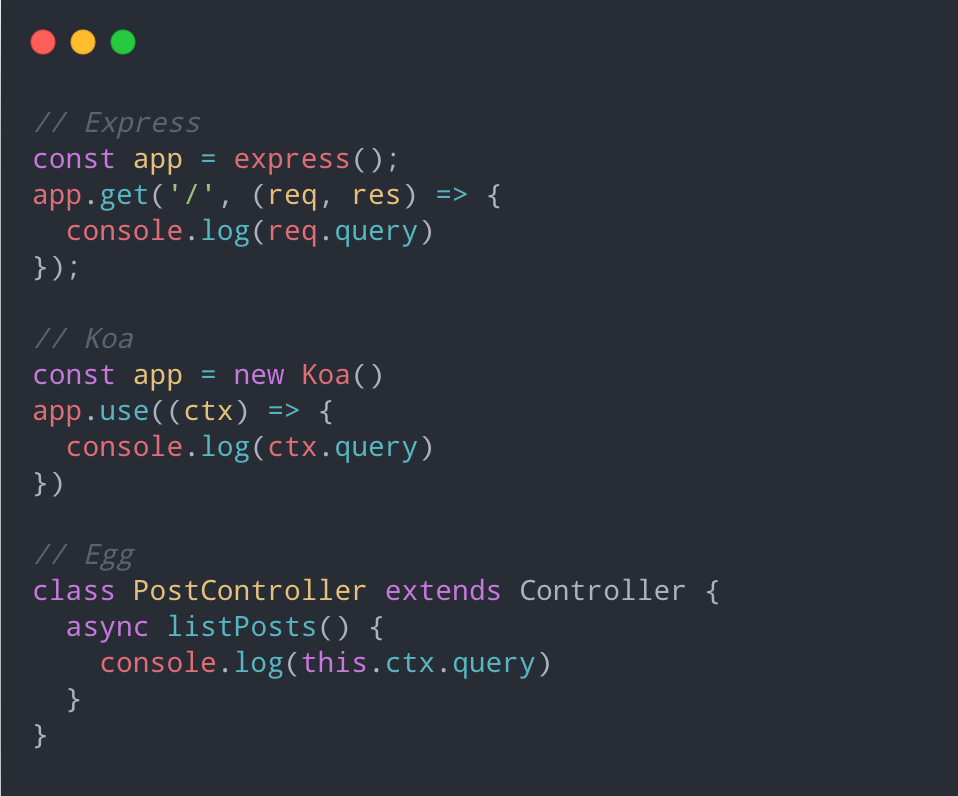 // Express
const app = express();
app.get('/', (req, res) => {
  console.log(req.query)
});

// Koa
const app = new Koa()
app.use((ctx) => {
  console.log(ctx.query)
})

// Egg
class PostController extends Controller {
  async listPosts() {
    console.log(this.ctx.query)
  }
}